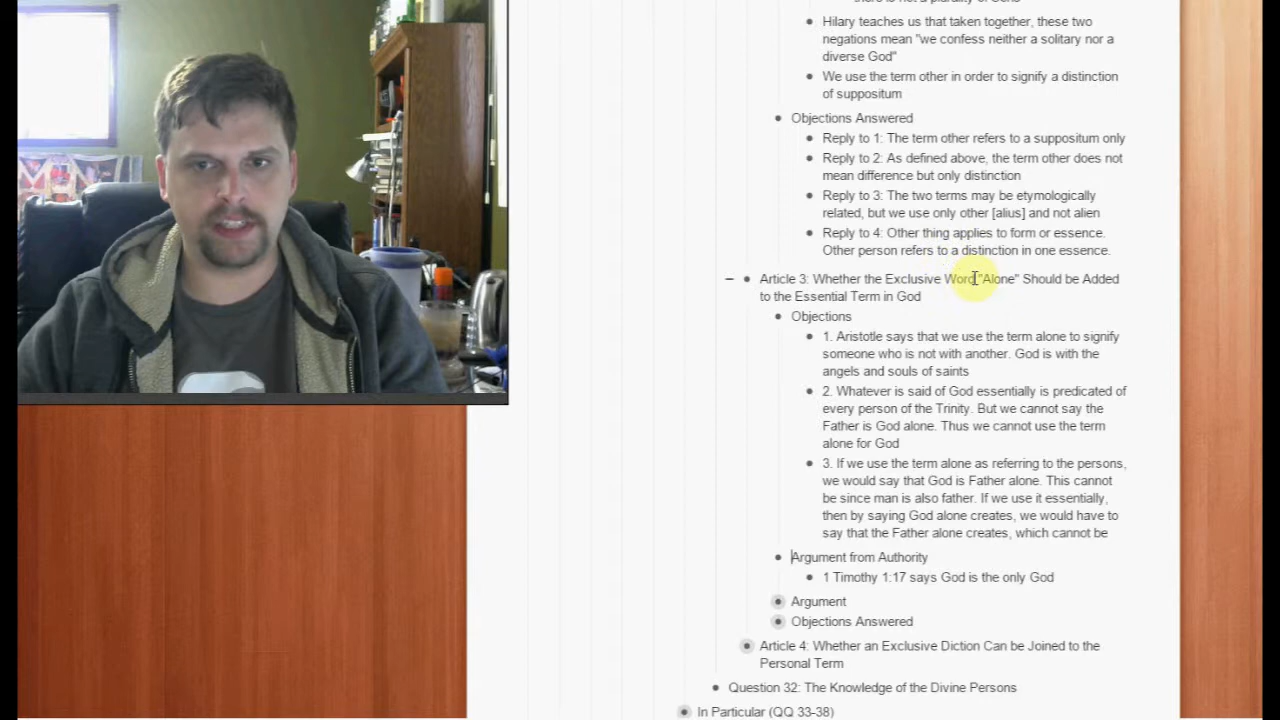 there is not a plurality of Gods
Hilary teaches us that taken together, these two
negations mean "we confess neither a solitary nor a
diverse God"
We use the term other in order to signify a distinction
of suppositum
Objections Answered
Reply to 1: The term other refers to a suppositum only
Reply to 2: As defined above, the term other does not
mean difference but only distinction
Reply to 3: The two terms may be etymologically
related, but we use only other [alius] and not alien
Reply to 4: Other thing applies to form or essence.
Other person refers to a distinction in one essence.
Article 3: Whether the Exclusive Word "Alone" Should be Added
to the Essential Term in God
Objections
1. Aristotle says that we use the term alone to signify
someone who is not with another. God is with the
angels and souls of saints
2. Whatever is said of God essentially is predicated of
every person of the Trinity. But we cannot say the
Father is God alone. Thus we cannot use the term
alone for God
3. If we use the term alone as referring to the persons,
we would say that God is Father alone. This cannot
be since man is also father. If we use it essentially,
then by saying God alone creates, we would have to
say that the Father alone creates, which cannot be
Argument from Authority
1 Timothy 1:17 says God is the only God
Argument
Objections Answered
Article 4: Whether an Exclusive Diction Can be Joined to the
Personal Term
Question 32: The Knowledge of the Divine Persons
In Particular (QQ 33-38)